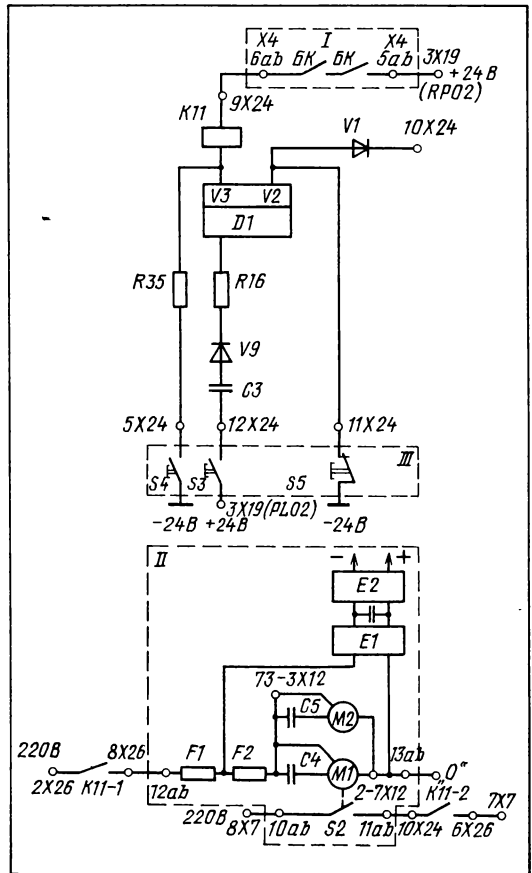 I
X4 X4
6ab БК БК 5ab 3X19
+24В
(RP02)
9X24
K11
V1 10X24
V3 V2
D1
R35 R16
V9
C3
5X24 12X24 11X24
III
S4 S3 S5
3X19(PL02)
-24В +24В -24В
II
- +
E2
E1
73-3X12
C5 M2
220В 8X26 F1 F2 C4 M1 13ab „0“
2X26 K11-1 12ab 2-7X12 K11-2 7X7
220В
8X7 10ab S2 11ab 10X24 6X26